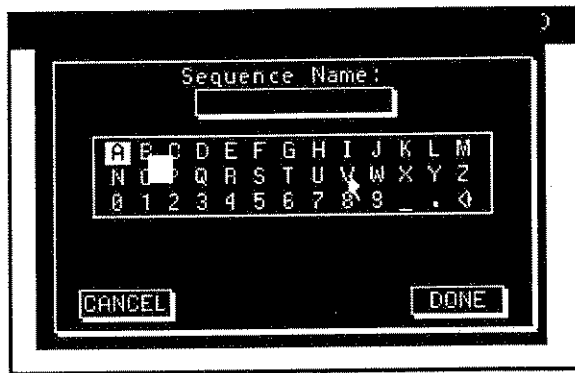 Sequence Name:
A B C D E F G H I J K L M
N O P Q R S T U V W X Y Z
0 1 2 3 4 5 6 7 8 9 _ .
CANCEL DONE